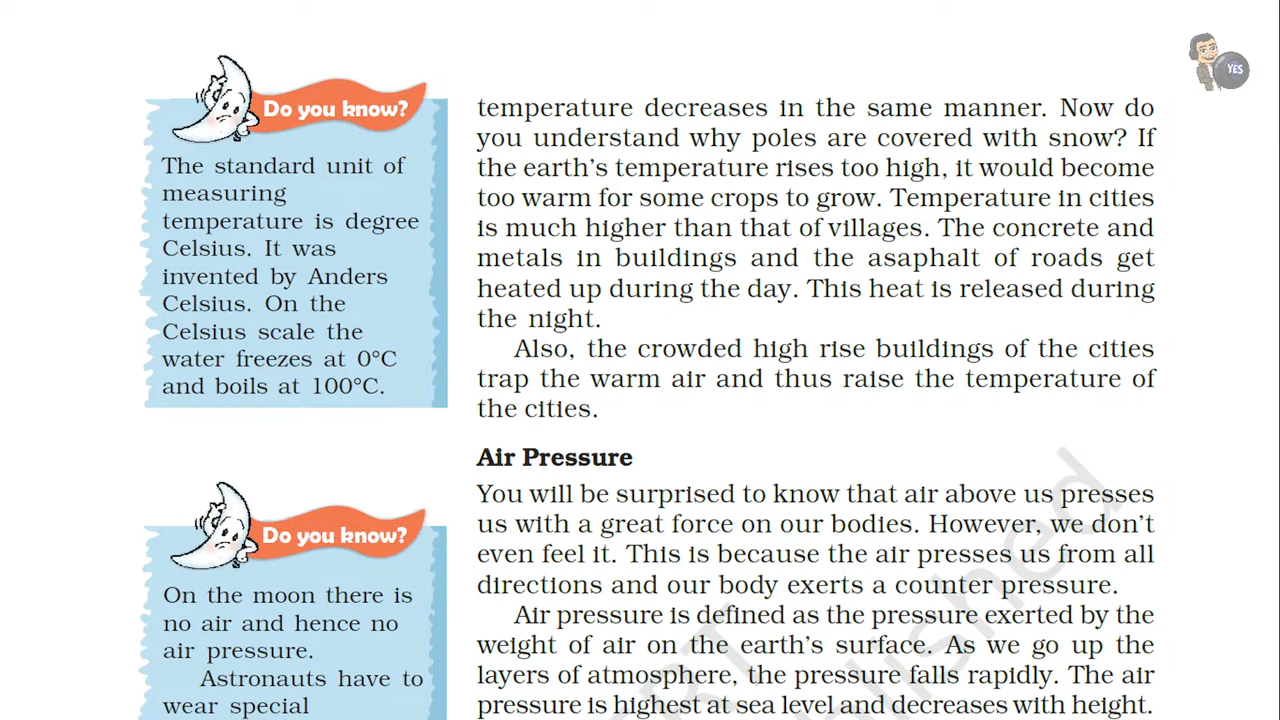 YES
Do you know?
The standard unit of
measuring
temperature is degree
Celsius. It was
invented by Anders
Celsius. On the
Celsius scale the
water freezes at 0°C
and boils at 100°C.
Do you know?
On the moon there is
no air and hence no
air pressure.
Astronauts have to
wear special
temperature decreases in the same manner. Now do
you understand why poles are covered with snow? If
the earth's temperature rises too high, it would become
too warm for some crops to grow. Temperature in cities
is much higher than that of villages. The concrete and
metals in buildings and the asaphalt of roads get
heated up during the day. This heat is released during
the night.
Also, the crowded high rise buildings of the cities
trap the warm air and thus raise the temperature of
the cities.
Air Pressure
You will be surprised to know that air above us presses
us with a great force on our bodies. However, we don't
even feel it. This is because the air presses us from all
directions and our body exerts a counter pressure.
Air pressure is defined as the pressure exerted by the
weight of air on the earth's surface. As we go up the
layers of atmosphere, the pressure falls rapidly. The air
pressure is highest at sea level and decreases with height.